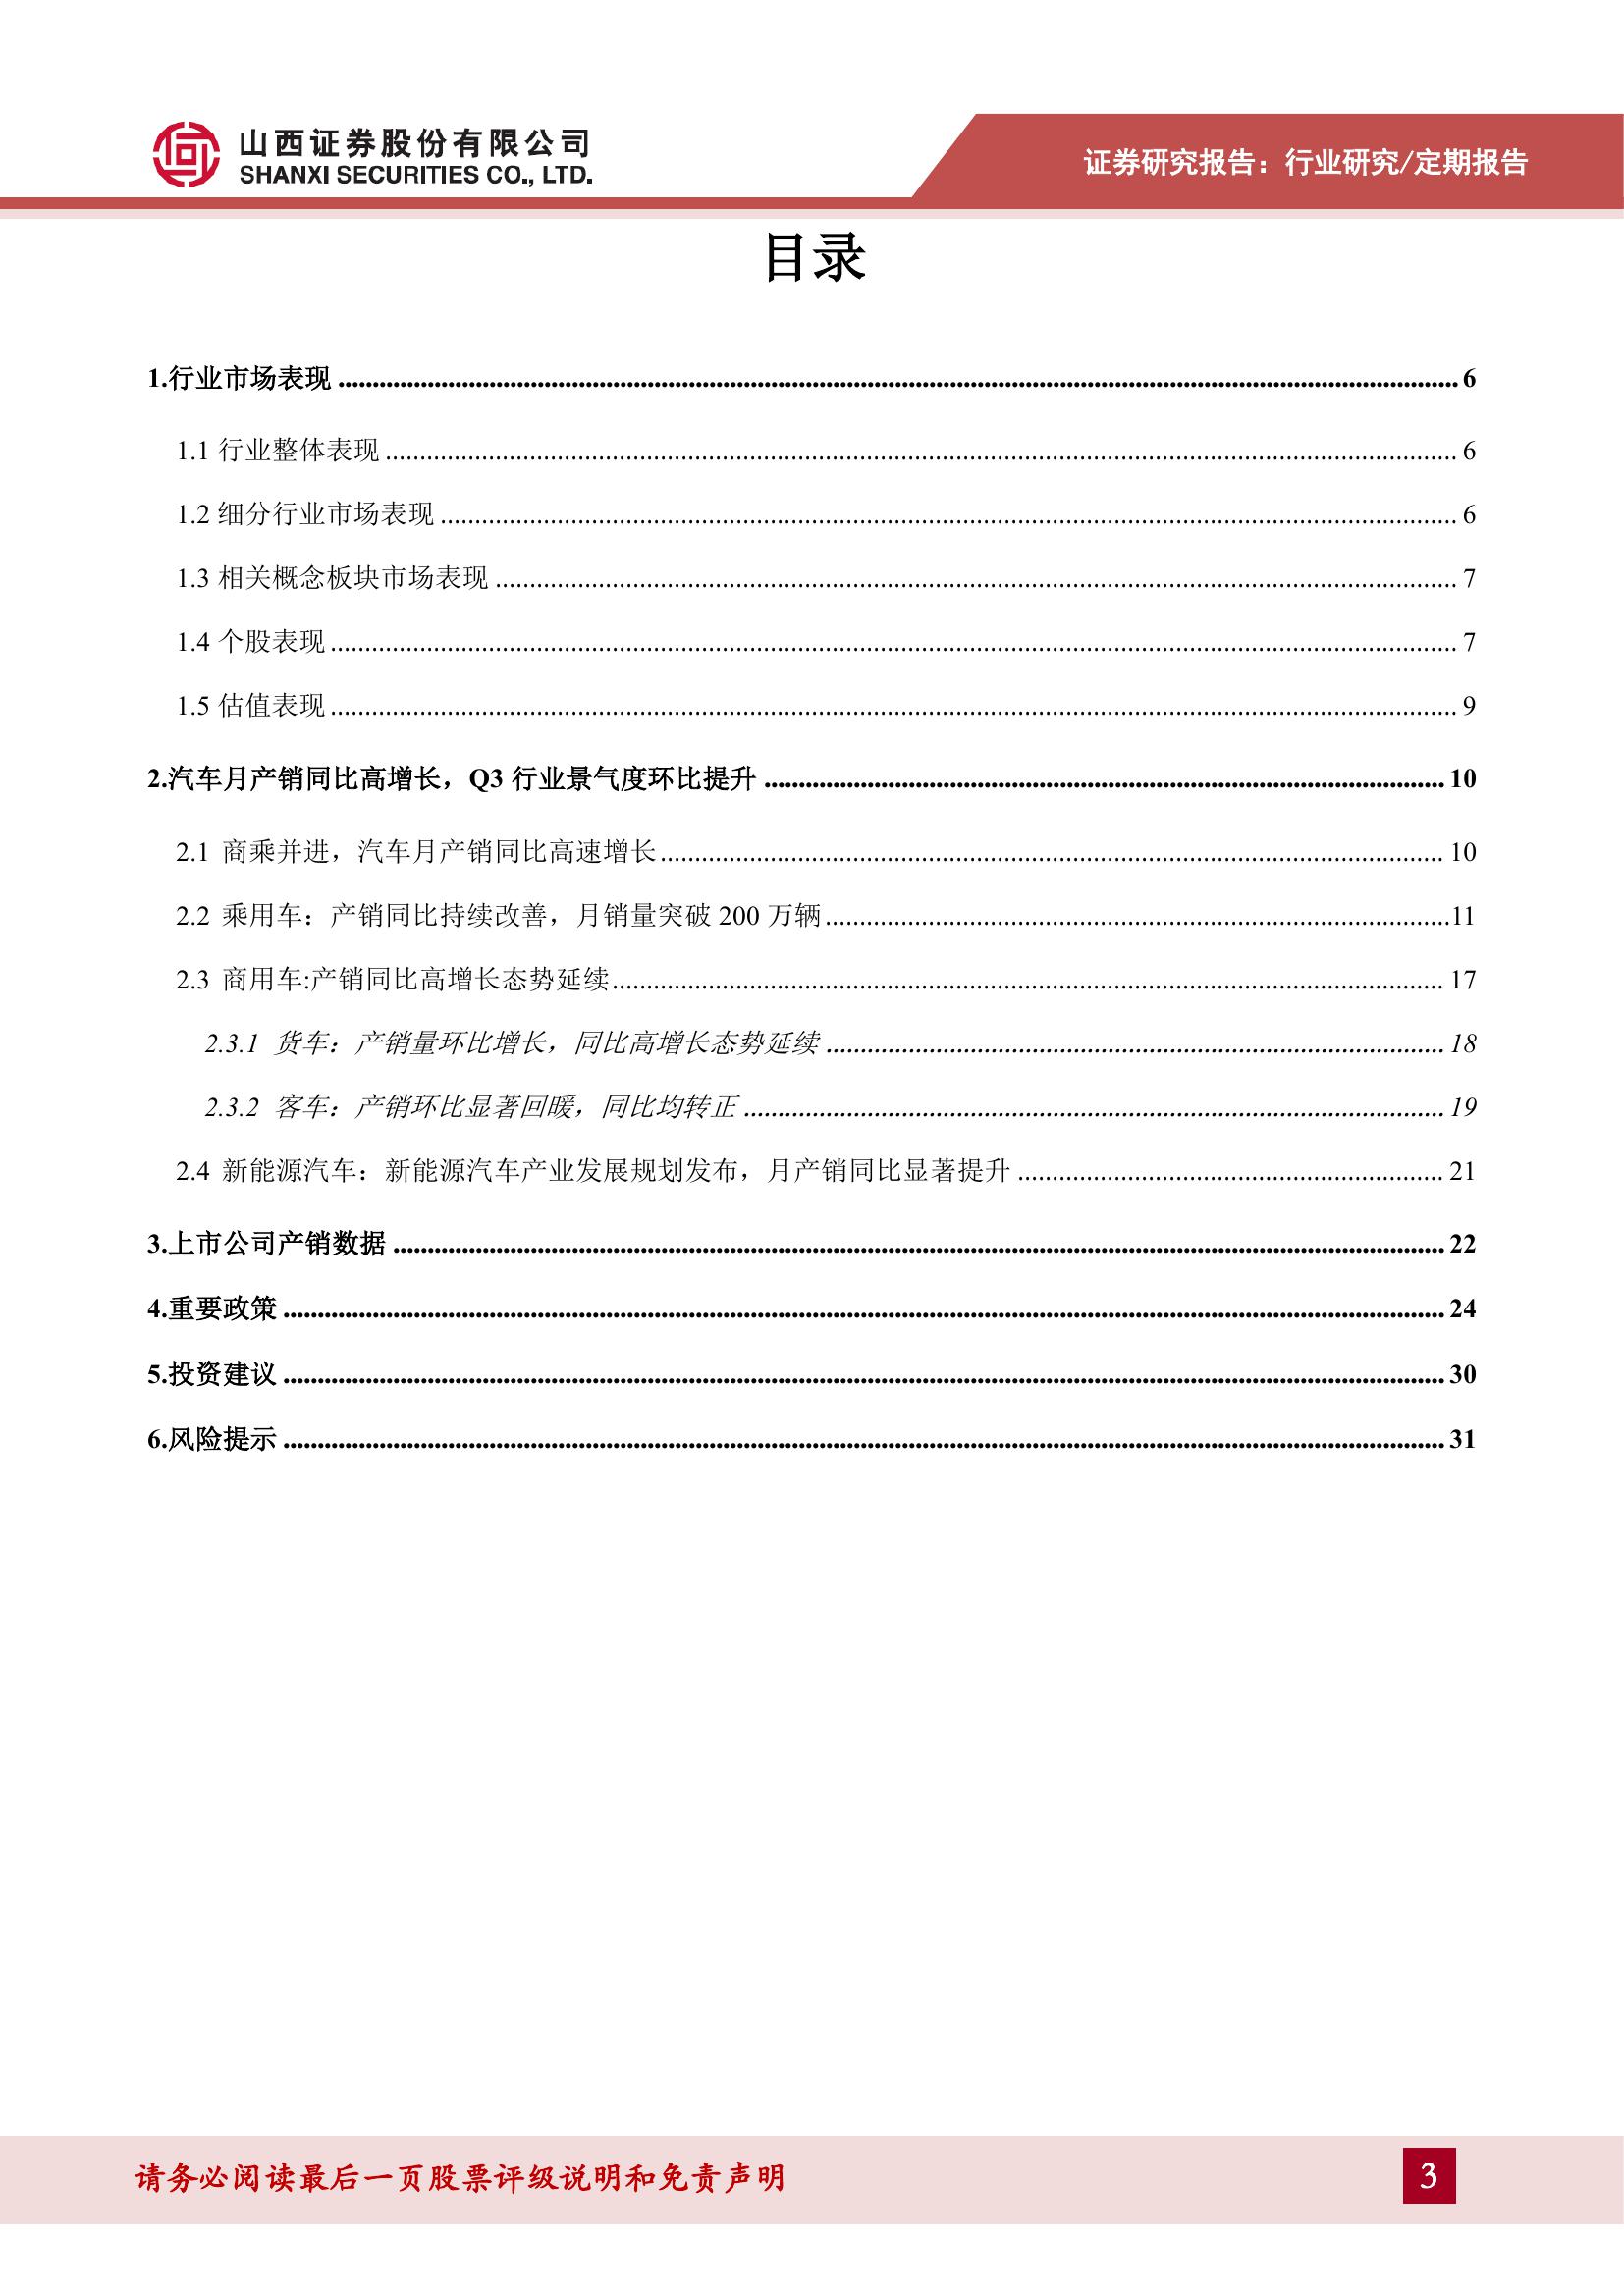 山西证券股份有限公司
SHANXI SECURITIES CO., LTD.
证券研究报告：行业研究/定期报告
目录
1.行业市场表现 ........ 6
1.1 行业整体表现 ........ 6
1.2 细分行业市场表现 ........ 6
1.3 相关概念板块市场表现 ........ 7
1.4 个股表现 ........ 7
1.5 估值表现 ........ 9
2.汽车月产销同比高增长，Q3 行业景气度环比提升 ........ 10
2.1 商乘并进，汽车月产销同比高速增长 ........ 10
2.2 乘用车：产销同比持续改善，月销量突破 200 万辆 ........ 11
2.3 商用车:产销同比高增长态势延续 ........ 17
2.3.1 货车：产销量环比增长，同比高增长态势延续 ........ 18
2.3.2 客车：产销环比显著回暖，同比均转正 ........ 19
2.4 新能源汽车：新能源汽车产业发展规划发布，月产销同比显著提升 ........ 21
3.上市公司产销数据 ........ 22
4.重要政策 ........ 24
5.投资建议 ........ 30
6.风险提示 ........ 31
请务必阅读最后一页股票评级说明和免责声明
3